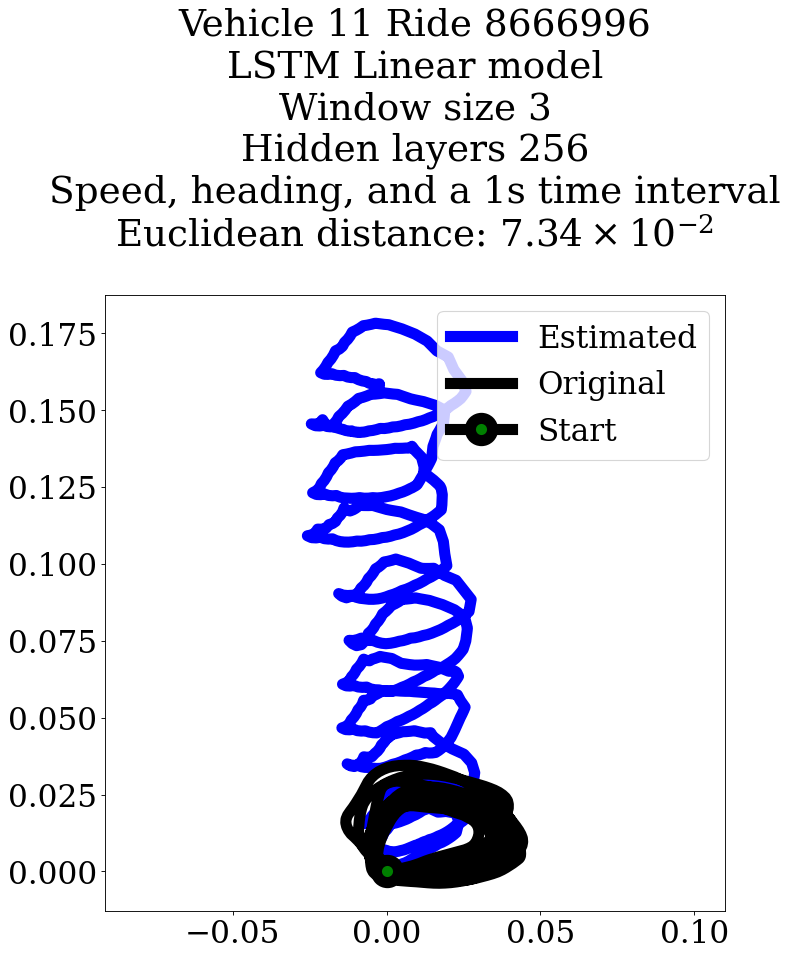 Vehicle 11 Ride 8666996
LSTM Linear model
Window size 3
Hidden layers 256
Speed, heading, and a 1s time interval
Euclidean distance: 7.34 × 10⁻²
Estimated
Original
Start
0.175
0.150
0.125
0.100
0.075
0.050
0.025
0.000
−0.05 0.00 0.05 0.10